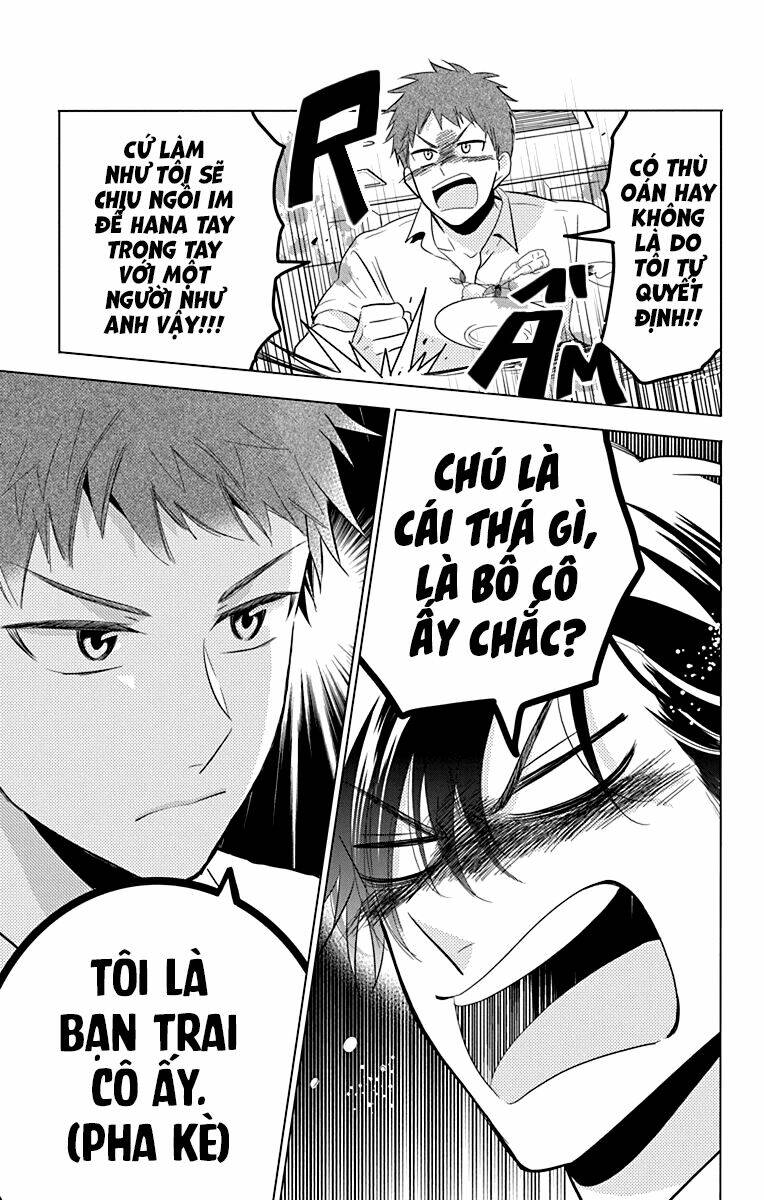 CÓ THÙ
OÁN HAY
KHÔNG
LÀ DO
TÔI TỰ
QUYẾT
ĐỊNH!!
RẦM
CỨ LÀM
NHƯ TÔI SẼ
CHỊU NGỒI IM
ĐỂ HANA TAY
TRONG TAY
VỚI MỘT
NGƯỜI NHƯ
ANH VẬY!!!
CHÚ LÀ
CÁI THÁ GÌ,
LÀ BỐ CÔ
ẤY CHẮC?
TÔI LÀ
BẠN TRAI
CÔ ẤY.
(PHA KÈ)